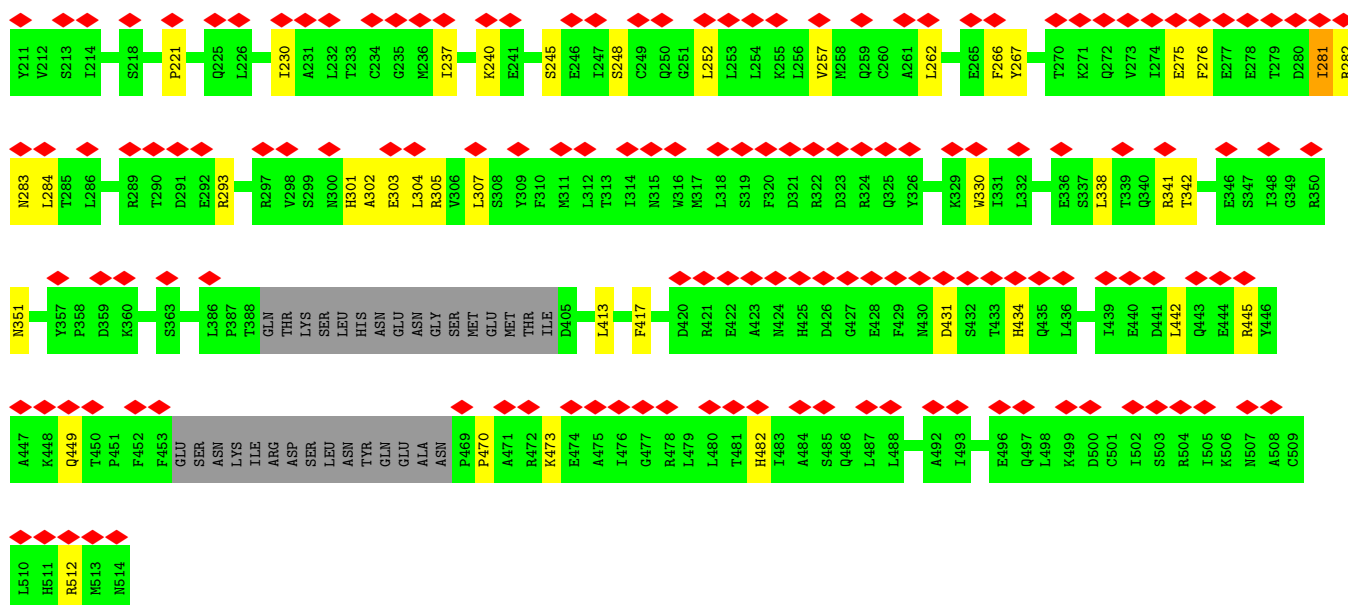 Y211 V212 S213 I214 S218 P221 Q225 L226 I230 A231 L232 T233 C234 G235 M236 I237 K240 E241 S245 E246 I247 S248 C249 Q250 G251 L252 L253 L254 K255 L256 V257 M258 Q259 C260 A261 L262 E265 F266 Y267 T270 K271 Q272 V273 I274 E275 F276 E277 E278 T279 D280 I281 R282
N283 L284 T285 L286 R289 T290 D291 E292 R293 R297 V298 S299 N300 H301 A302 E303 L304 R305 V306 L307 S308 Y309 F310 M311 L312 T313 I314 N315 W316 M317 L318 S319 F320 D321 R322 D323 R324 Q325 Y326 K329 W330 I331 L332 E336 S337 L338 T339 Q340 R341 T342 E346 S347 I348 G349 R350
N351 Y357 P358 D359 K360 S363 L386 P387 T388 GLN THR LYS SER LEU HIS ASN GLU ASN GLY SER MET GLU MET THR ILE D405 L413 F417 D420 R421 E422 A423 N424 H425 D426 G427 E428 F429 N430 D431 S432 T433 H434 Q435 L436 I439 E440 D441 L442 Q443 E444 R445 Y446
A447 K448 Q449 T450 P451 F452 F453 GLU SER ASN LYS ILE ARG ASP SER LEU ASN TYR GLN GLU ALA ASN P469 P470 A471 R472 K473 E474 A475 I476 G477 R478 L479 L480 T481 H482 I483 A484 S485 Q486 L487 L488 A492 I493 E496 Q497 L498 K499 D500 C501 I502 S503 R504 I505 K506 N507 A508 C509
L510 H511 R512 M513 N514